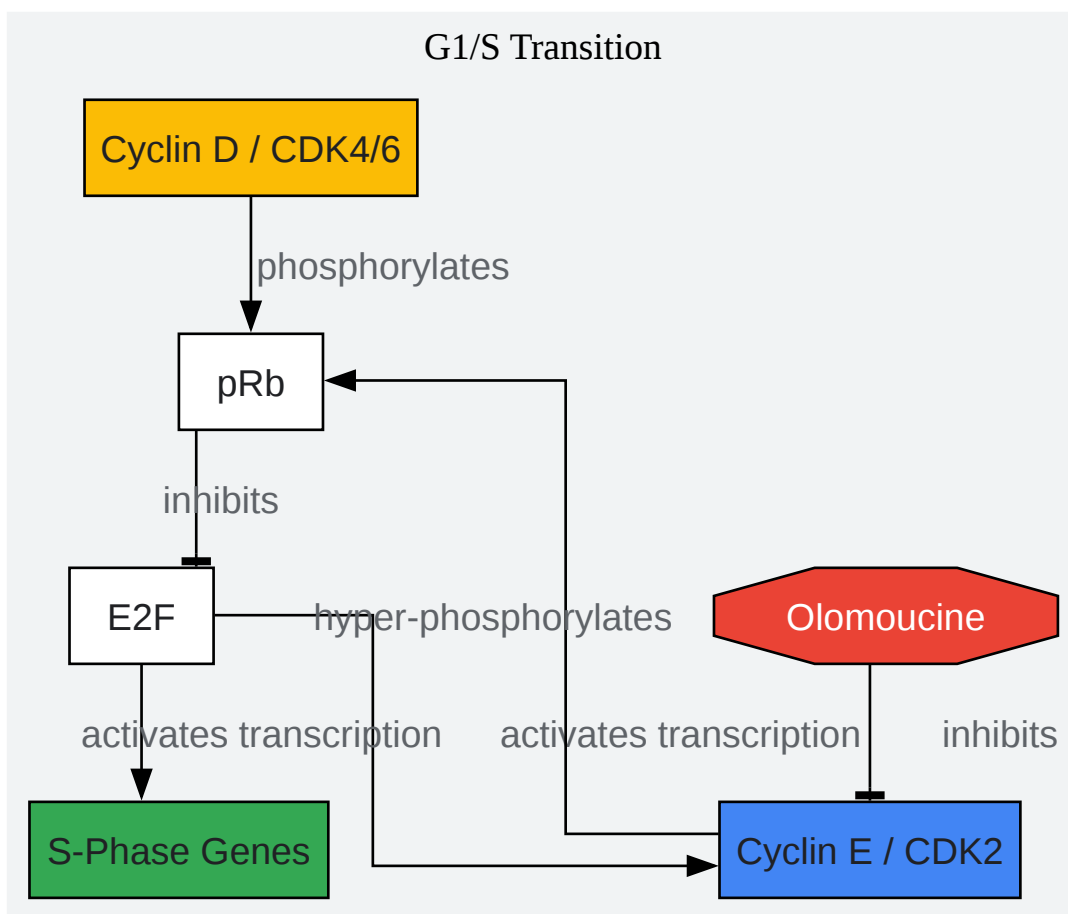 G1/S Transition
Cyclin D / CDK4/6
phosphorylates
pRb
inhibits
E2F
hyper-phosphorylates
Olomoucine
activates transcription
activates transcription
inhibits
S-Phase Genes
Cyclin E / CDK2